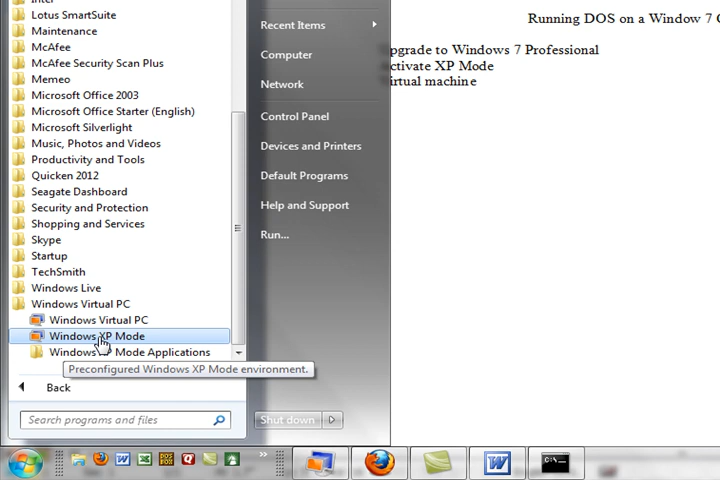 Intel
Lotus SmartSuite
Maintenance
McAfee
McAfee Security Scan Plus
Memeo
Microsoft Office 2003
Microsoft Office Starter (English)
Microsoft Silverlight
Music, Photos and Videos
Productivity and Tools
Quicken 2012
Seagate Dashboard
Security and Protection
Shopping and Services
Skype
Startup
TechSmith
Windows Live
Windows Virtual PC
Windows Virtual PC
Windows XP Mode
Windows XP Mode Applications
Preconfigured Windows XP Mode environment.
Back
Search programs and files
Recent Items
Computer
Network
Control Panel
Devices and Printers
Default Programs
Help and Support
Run...
Shut down
Running DOS on a Window 7
pgrade to Windows 7 Professional
ctivate XP Mode
irtual machine
DOS
BOX
C:\